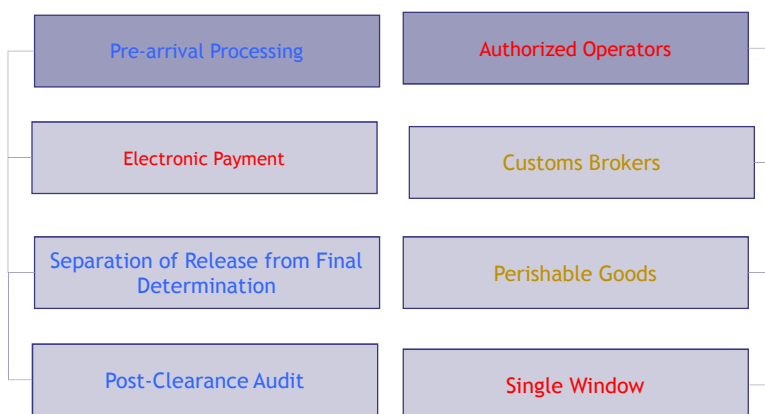 Pre-arrival Processing
Authorized Operators
Electronic Payment
Customs Brokers
Separation of Release from Final
Determination
Perishable Goods
Post-Clearance Audit
Single Window